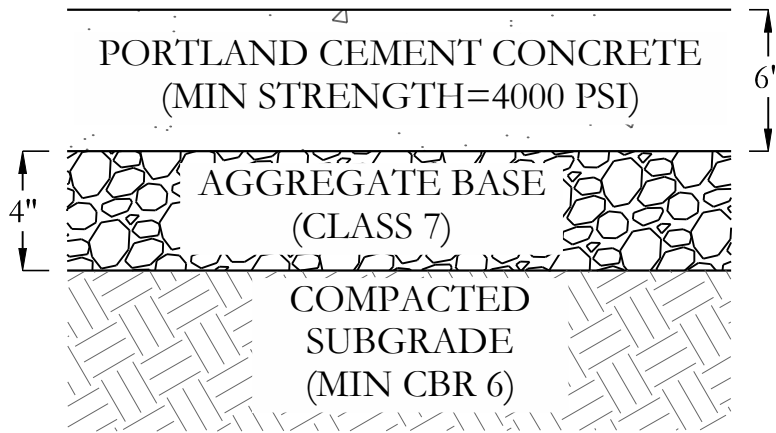 PORTLAND CEMENT CONCRETE
(MIN STRENGTH=4000 PSI)
6"
AGGREGATE BASE
(CLASS 7)
4"
COMPACTED
SUBGRADE
(MIN CBR 6)